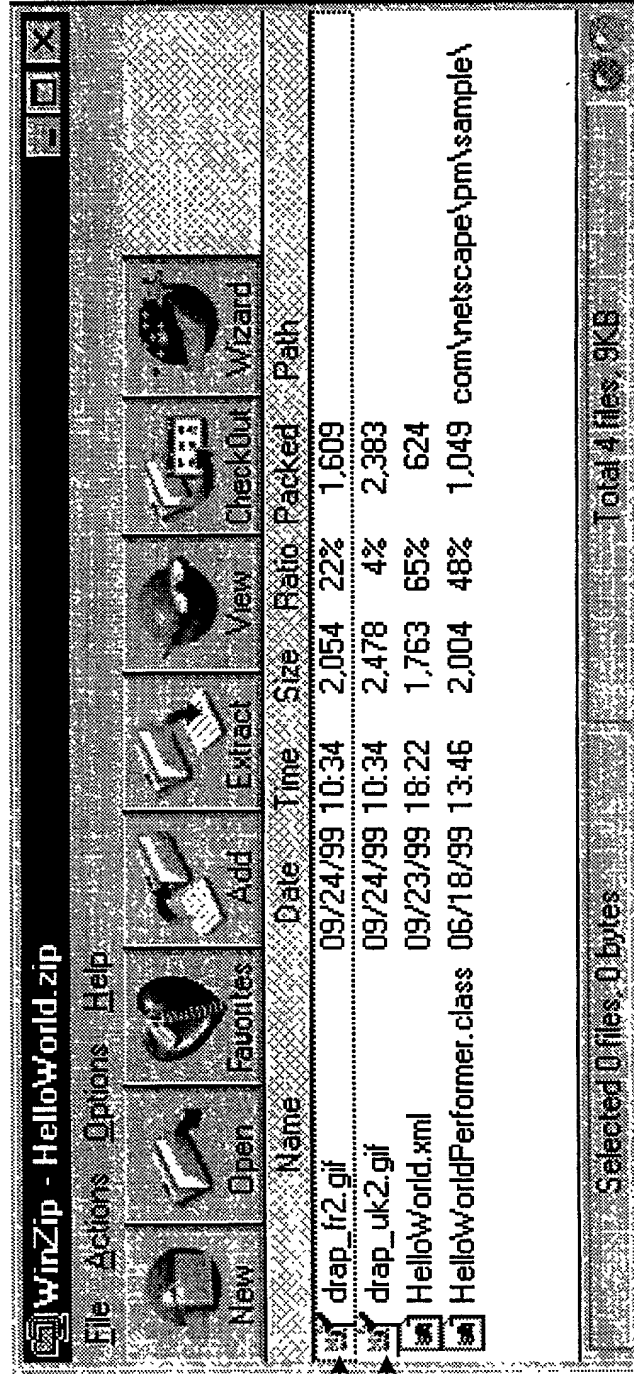 WinZip - HelloWorld.zip
File Actions Options Help
New Open Favorites Add Extract View CheckOut Wizard
Name Date Time Size Ratio Packed Path
drap_fr2.gif 09/24/99 10:34 2,054 22% 1,609
drap_uk2.gif 09/24/99 10:34 2,478 4% 2,383
HelloWorld.xml 09/23/99 18:22 1,763 65% 624
HelloWorldPerformer.class 06/18/99 13:46 2,004 48% 1,049 com\netscape\pm\sample\
Selected 0 files, 0 bytes Total 4 files, 9KB